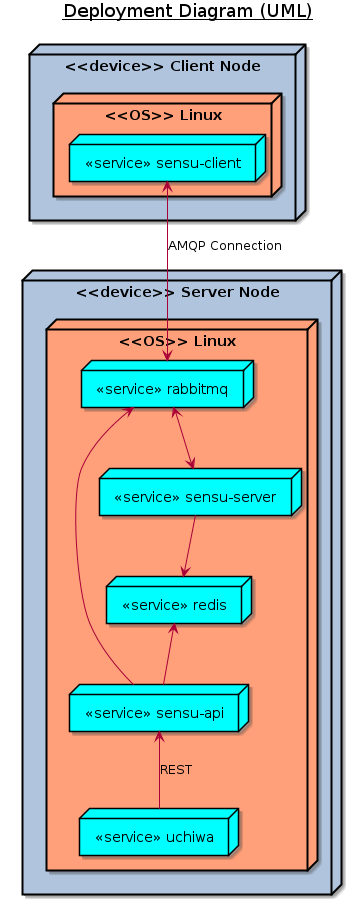 Deployment Diagram (UML)
<<device>> Client Node
<<OS>> Linux
«service» sensu-client
AMQP Connection
<<device>> Server Node
<<OS>> Linux
«service» rabbitmq
«service» sensu-server
«service» redis
«service» sensu-api
REST
«service» uchiwa